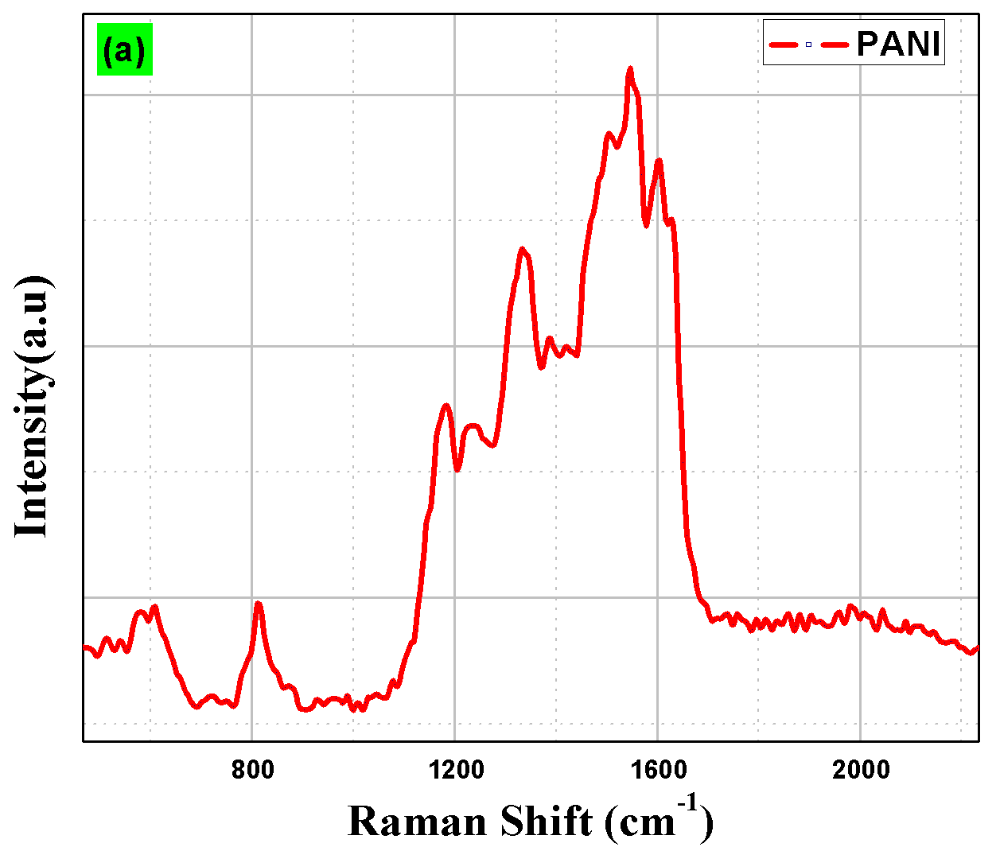 (a)
PANI
Intensity(a.u)
800 1200 1600 2000
Raman Shift (cm-1)